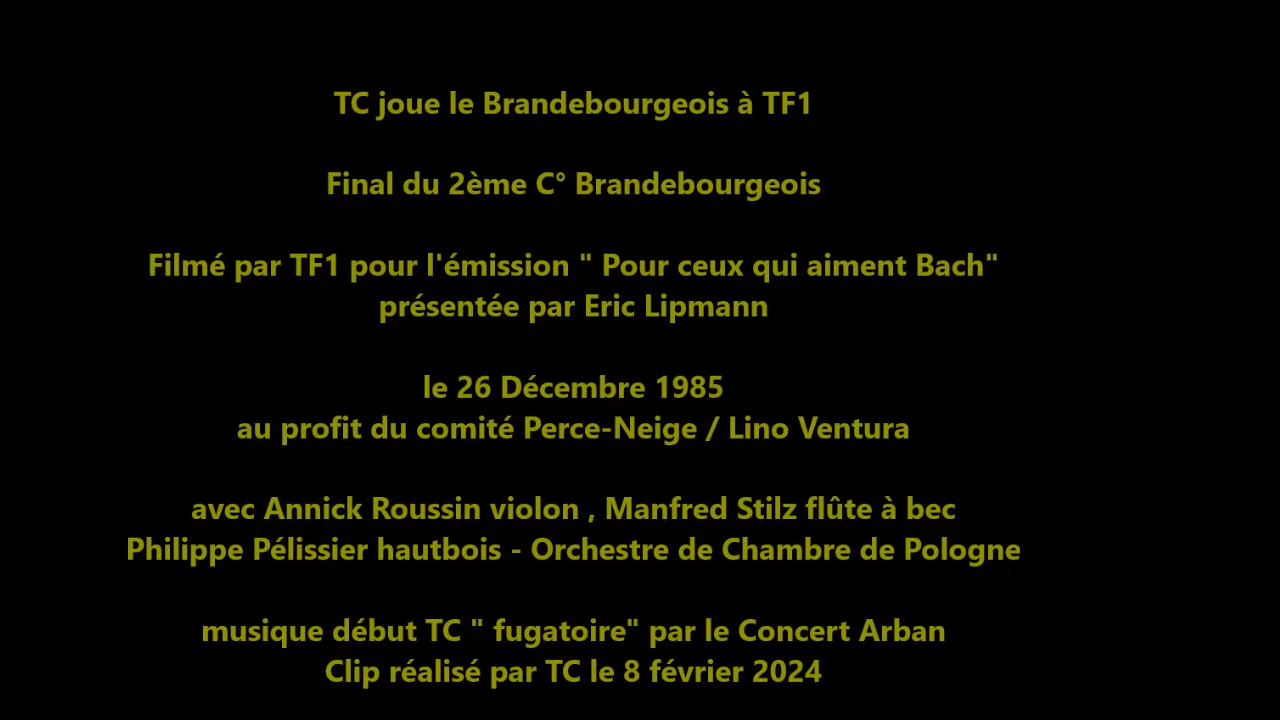 TC joue le Brandebourgeois à TF1
Final du 2ème C° Brandebourgeois
Filmé par TF1 pour l'émission " Pour ceux qui aiment Bach"
présentée par Eric Lipmann
le 26 Décembre 1985
au profit du comité Perce-Neige / Lino Ventura
avec Annick Roussin violon , Manfred Stilz flûte à bec
Philippe Pélissier hautbois - Orchestre de Chambre de Pologne
musique début TC " fugatoire" par le Concert Arban
Clip réalisé par TC le 8 février 2024